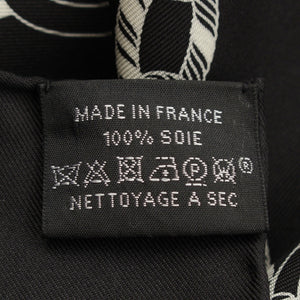 MADE IN FRANCE
100% SOIE
®
NETTOYAGE A SEC